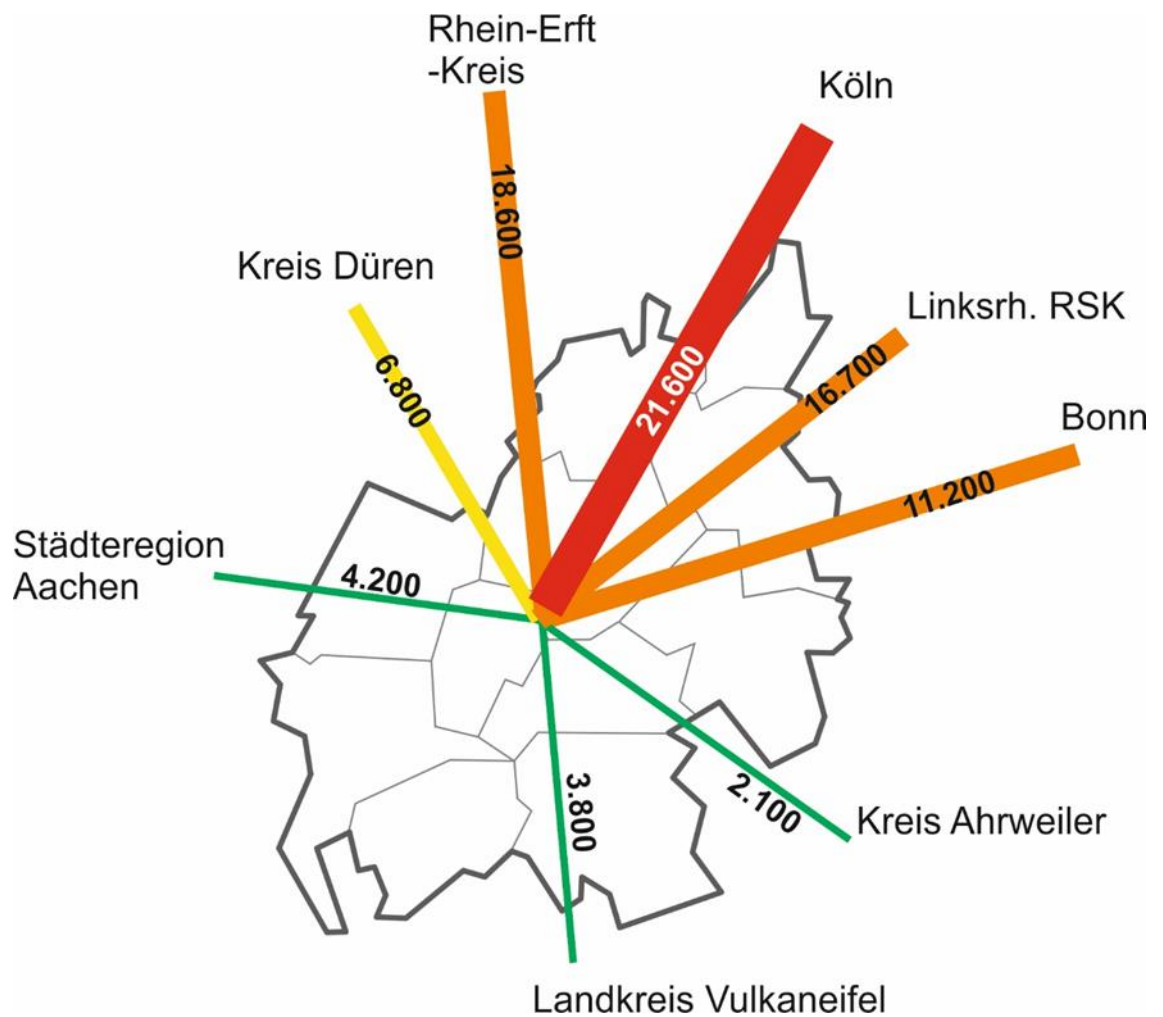 Rhein-Erft
-Kreis
Köln
18.600
Kreis Düren
Linksrh. RSK
6.800
21.600
16.700
Bonn
11.200
Städteregion
Aachen
4.200
3.800
2.100
Kreis Ahrweiler
Landkreis Vulkaneifel